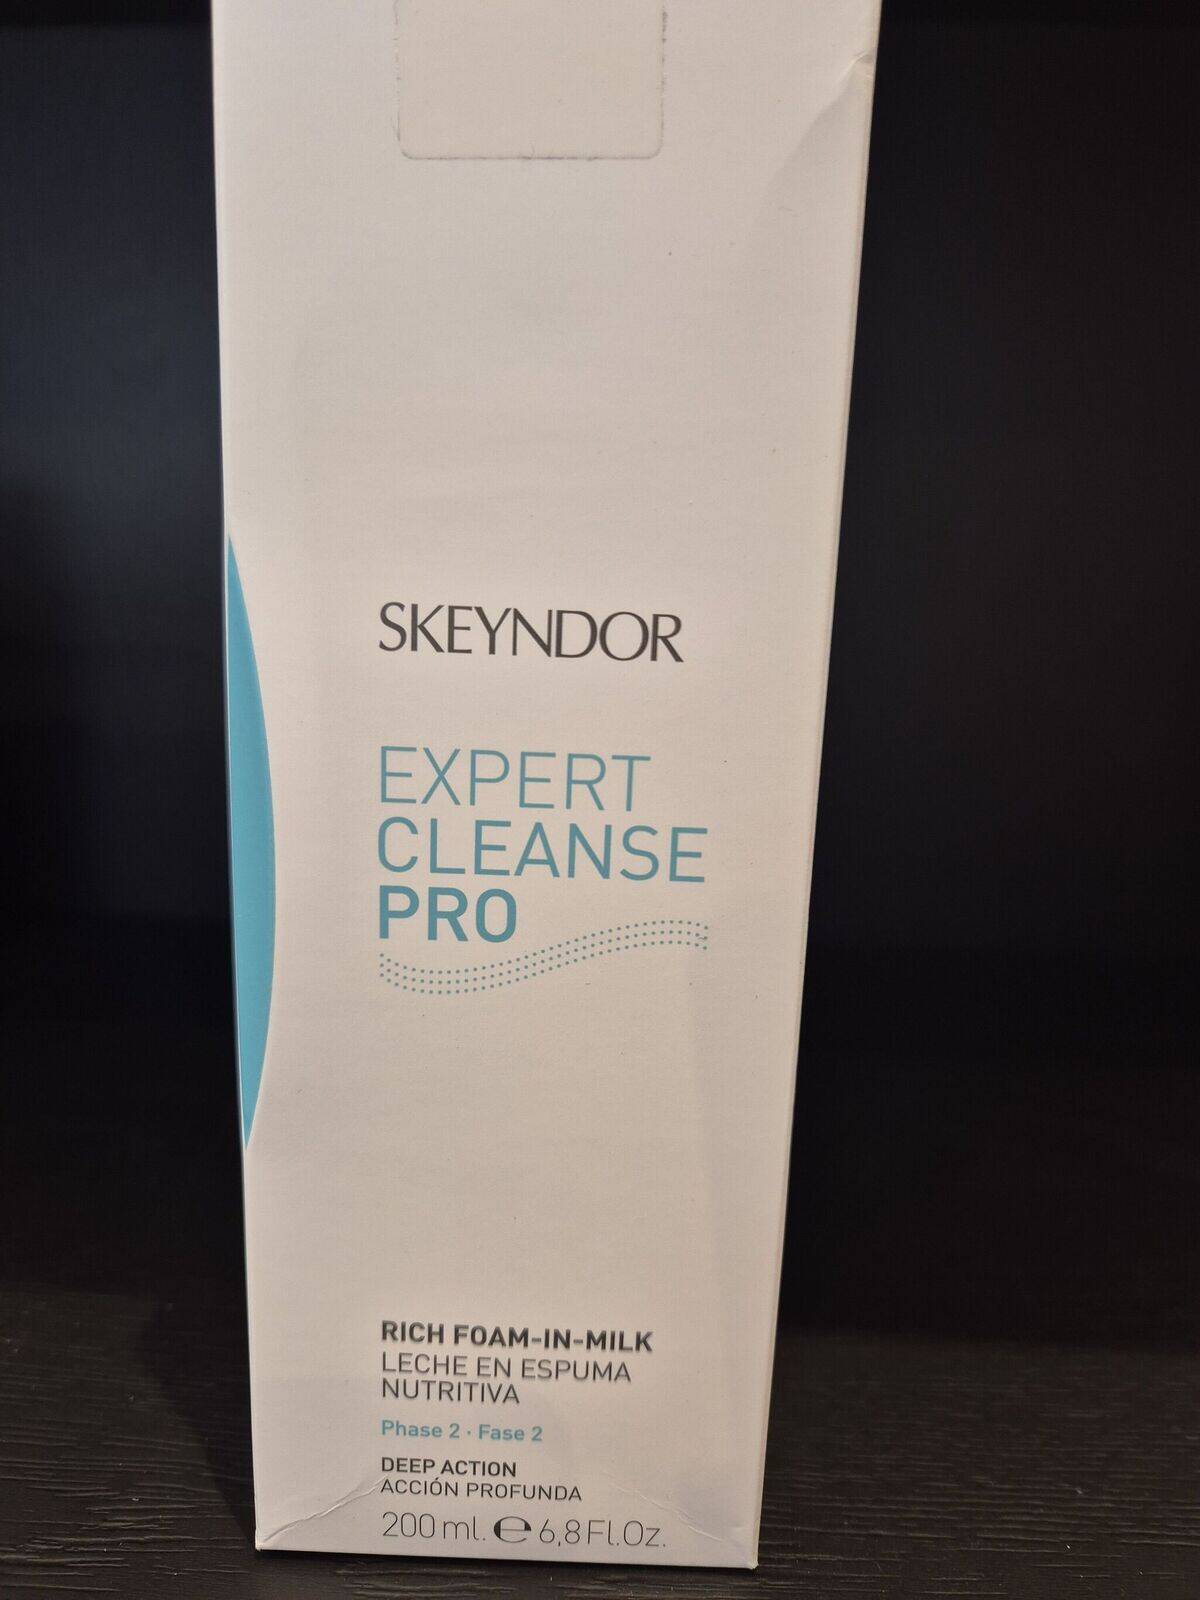 SKEYNDOR
EXPERT
CLEANSE
PRO
RICH FOAM-IN-MILK
LECHE EN ESPUMA
NUTRITIVA
Phase 2 · Fase 2
DEEP ACTION
ACCIÓN PROFUNDA
200 ml. ℮ 6,8 Fl.Oz.